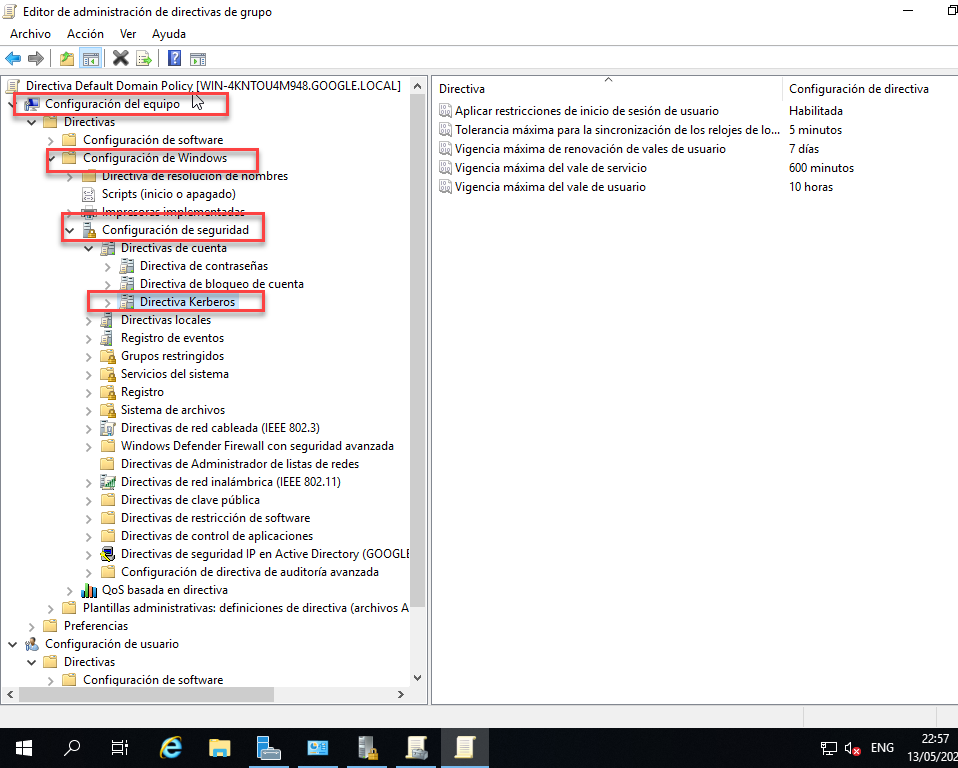 Editor de administración de directivas de grupo
Archivo Acción Ver Ayuda
Directiva Default Domain Policy [WIN-4KNTOU4M948.GOOGLE.LOCAL]
Configuración del equipo
Directivas
Configuración de software
Configuración de Windows
Directiva de resolución de nombres
Scripts (inicio o apagado)
Impresoras implementadas
Configuración de seguridad
Directivas de cuenta
Directiva de contraseñas
Directiva de bloqueo de cuenta
Directiva Kerberos
Directivas locales
Registro de eventos
Grupos restringidos
Servicios del sistema
Registro
Sistema de archivos
Directivas de red cableada (IEEE 802.3)
Windows Defender Firewall con seguridad avanzada
Directivas de Administrador de listas de redes
Directivas de red inalámbrica (IEEE 802.11)
Directivas de clave pública
Directivas de restricción de software
Directivas de control de aplicaciones
Directivas de seguridad IP en Active Directory (GOOGLE
Configuración de directiva de auditoría avanzada
QoS basada en directiva
Plantillas administrativas: definiciones de directiva (archivos A
Preferencias
Configuración de usuario
Directivas
Configuración de software
Directiva Configuración de directiva
Aplicar restricciones de inicio de sesión de usuario Habilitada
Tolerancia máxima para la sincronización de los relojes de lo... 5 minutos
Vigencia máxima de renovación de vales de usuario 7 días
Vigencia máxima del vale de servicio 600 minutos
Vigencia máxima del vale de usuario 10 horas
ENG
22:57
13/05/202